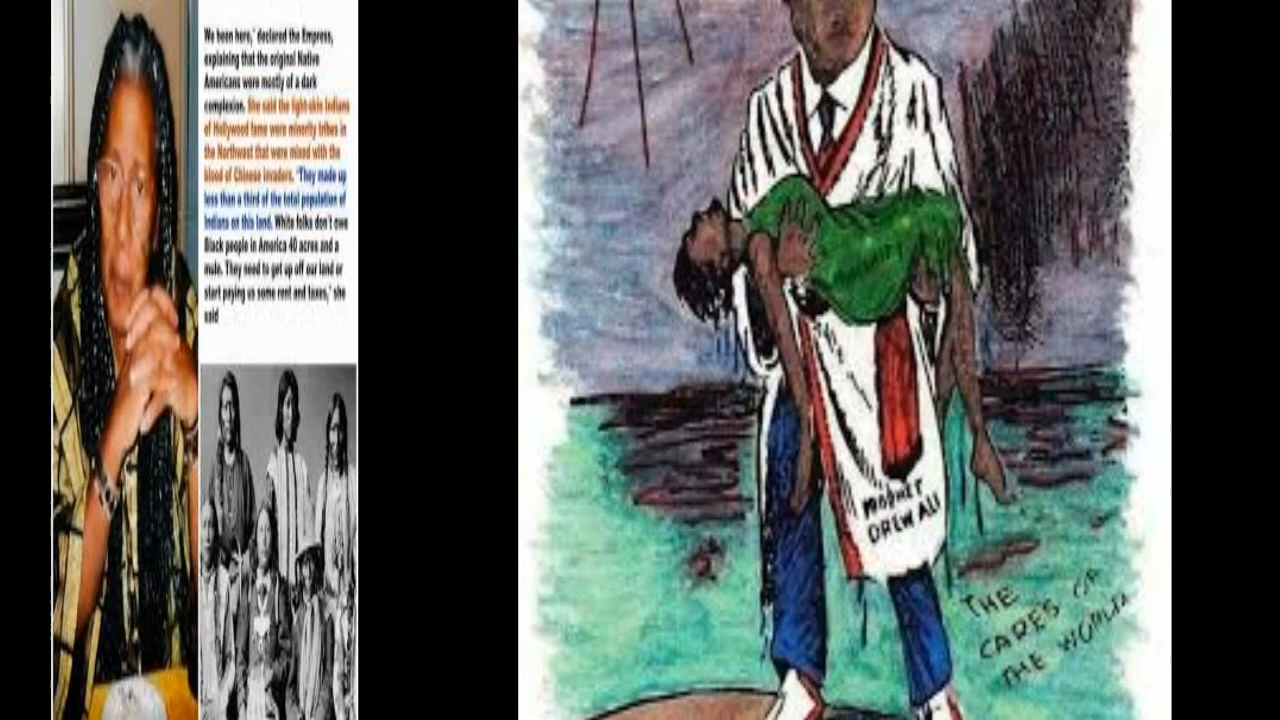 We been here,' declared the Empress,
explaining that the original Native
Americans were mostly of a dark
complexion. She said the light-skin Indians
of Hollywood fame were minority tribes in
the Northwest that were mixed with the
blood of Chinese invaders. "They made up
less than a third of the total population of
Indians on this land. White folks don't owe
Black people in America 40 acres and a
mule. They need to get up off our land or
start paying us some rent and taxes,' she
said
PROPHET
DREW ALI
THE
CARES OF
THE WORLD